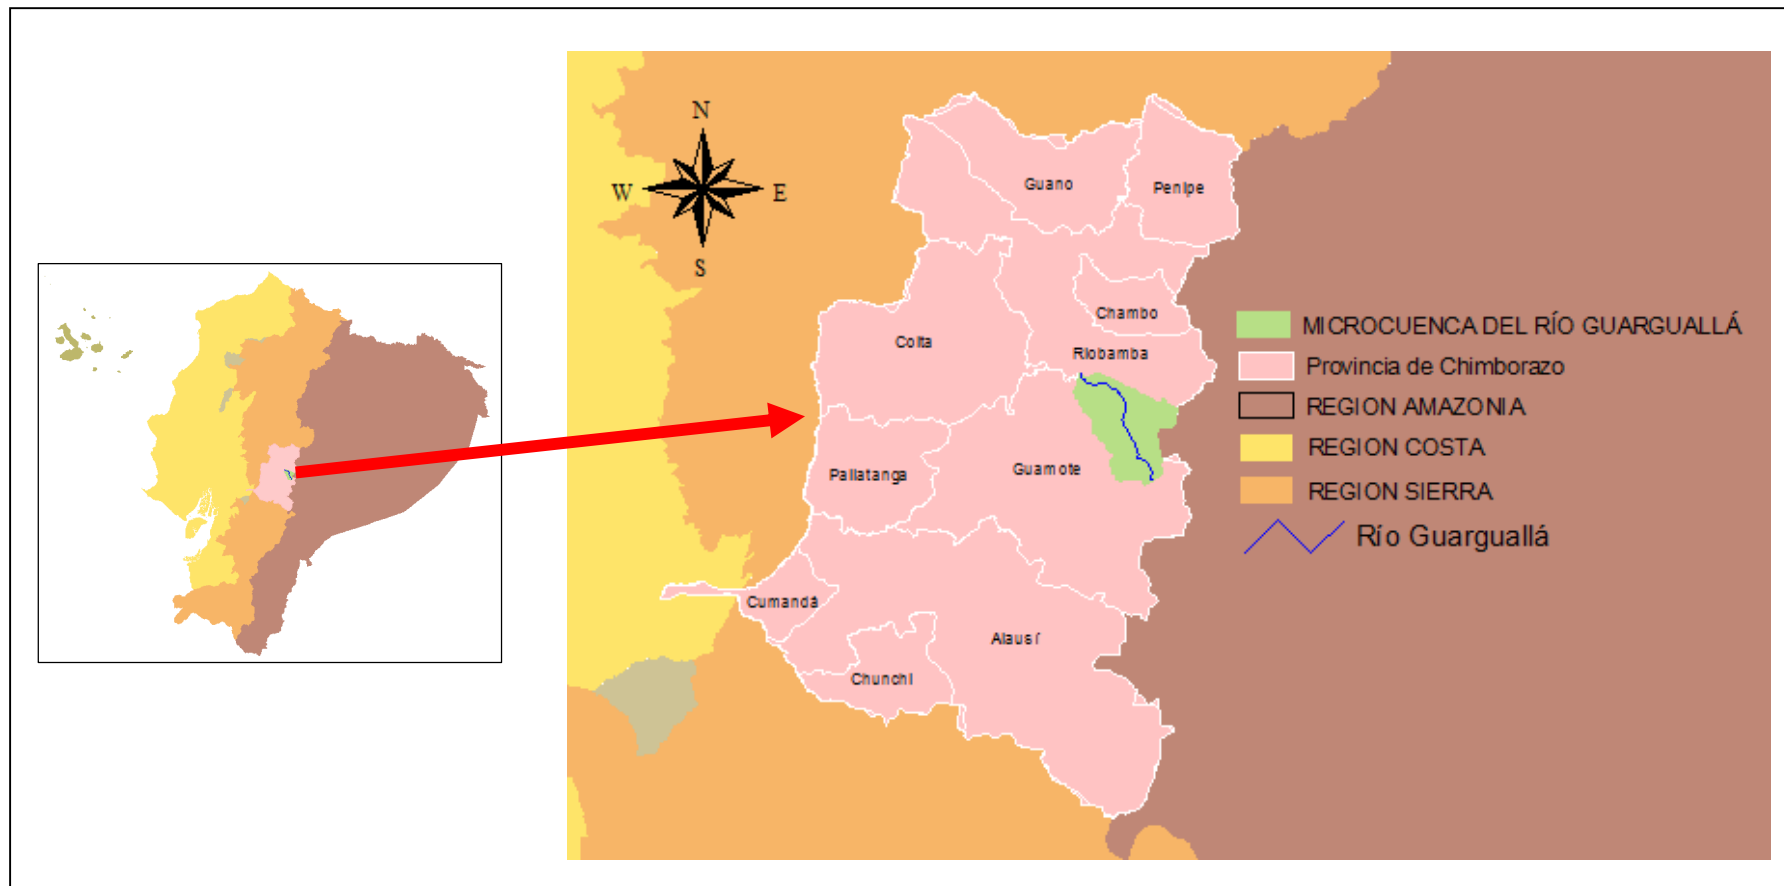 N
W
E
S
Guano
Penipe
Chambo
Colta
Riobamba
Pallatanga
Guamote
Cumandá
Alausí
Chunchi
MICROCUENCA DEL RÍO GUARGUALLÁ
Provincia de Chimborazo
REGION AMAZONIA
REGION COSTA
REGION SIERRA
Río Guarguallá